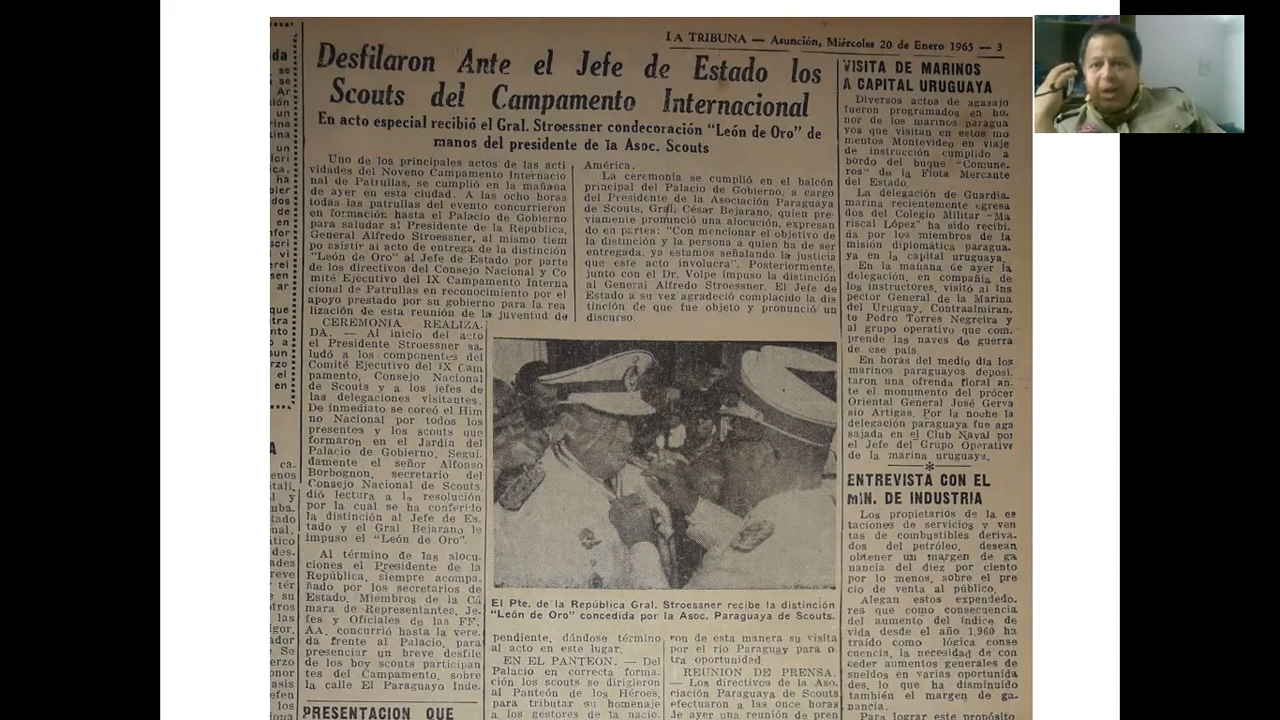 LA TRIBUNA — Asunción, Miércoles 20 de Enero 1965 — 3
Desfilaron Ante el Jefe de Estado los
Scouts del Campamento Internacional
En acto especial recibió el Gral. Stroessner condecoración "León de Oro" de
manos del presidente de la Asoc. Scouts
Uno de los principales actos de las acti
vidades del Noveno Campamento Internacio
nal de Patrullas, se cumplió en la mañana
de ayer en esta ciudad. A las ocho horas
todas las patrullas del evento concurrieron
en formación hasta el Palacio de Gobierno
para saludar al Presidente de la República,
General Alfredo Stroessner, al mismo tiem
po asistir al acto de entrega de la distinción
"León de Oro" al Jefe de Estado por parte
de los directivos del Consejo Nacional y Co
mité Ejecutivo del IX Campamento Interna
cional de Patrullas en reconocimiento por el
apoyo prestado por su gobierno para la rea
lización de esta reunión de la juventud de
América.
La ceremonia se cumplió en el balcón
principal del Palacio de Gobierno, a cargo
del Presidente de la Asociación Paraguaya
de Scouts, Gral. César Bejarano, quien pre-
viamente pronunció una alocución, expresan
do en partes: "Con mencionar el objetivo de
la distinción y la persona a quien ha de ser
entregada, ya estamos señalando la justicia
que este acto involucra". Posteriormente,
junto con el Dr. Volpe impuso la distinción
al General Alfredo Stroessner. El Jefe de
Estado a su vez agradeció complacido la dis
tinción de que fue objeto y pronunció un
discurso.
CEREMONIA REALIZA-
DA. — Al inicio del acto
el Presidente Stroessner sa-
ludó a los componentes del
Comité Ejecutivo del IX Cam
pamento, Consejo Nacional
de Scouts y a los jefes de
las delegaciones visitantes.
De inmediato se coreó el Him
no Nacional por todos los
presentes y los scouts que
formaron en el Jardín del
Palacio de Gobierno. Segui
damente el señor Alfonso
Borbognon, secretario del
Consejo Nacional de Scouts,
dió lectura a la resolución
por la cual se ha conferido
la distinción al Jefe de Es-
tado y el Gral Bejarano le
impuso el "León de Oro".
Al término de las alocu-
ciones el Presidente de la
República, siempre acompa-
ñado por los secretarios de
Estado, Miembros de la Cá
mara de Representantes, Je-
fes y Oficiales de las FF.
AA. concurrió hasta la vere-
da frente al Palacio, para
presenciar un breve desfile
de los boy scouts participan
tes del Campamento, sobre
la calle El Paraguayo Inde-
PRESENTACION QUE
El Pte. de la República Gral. Stroessner recibe la distinción
"León de Oro" concedida por la Asoc. Paraguaya de Scouts.
pendiente, dándose término
al acto en este lugar.
EN EL PANTEON. — Del
Palacio en correcta forma-
ción los scouts se dirigieron
al Panteón de los Héroes,
para tributar su homenaje
a los gestores de la nacio-
ron de esta manera su visita
por el río Paraguay para o-
tra oportunidad.
REUNION DE PRENSA.
— Los directivos de la Aso-
ciación Paraguaya de Scouts
efectuaron a las once horas
de ayer una reunión de pren
VISITA DE MARINOS
A CAPITAL URUGUAYA
Diversos actos de agasajo
fueron programados en ho-
nor de los marinos paragua
yos que visitan en estos mo
mentos Montevideo en viaje
de instrucción cumplido a
bordo del buque "Comune-
ros" de la Flota Mercante
del Estado.
La delegación de Guardia
marina recientemente egresa
dos del Colegio Militar "Ma
riscal López" ha sido recibi-
da por los miembros de la
misión diplomática paragua-
ya en la capital uruguaya.
En la mañana de ayer la
delegación, en compañía de
los instructores, visitó al Ins
pector General de la Marina
del Uruguay, Contraalmiran-
te Pedro Torres Negreira y
al grupo operativo que com-
prende las naves de guerra
de ese país.
En horas del medio día los
marinos paraguayos deposi-
taron una ofrenda floral an-
te el monumento del prócer
Oriental General José Gerva
sio Artigas. Por la noche la
delegación paraguaya fue aga
sajada en el Club Naval por
el Jefe del Grupo Operativo
de la marina uruguaya.
ENTREVISTA CON EL
MIN. DE INDUSTRIA
Los propietarios de la es
taciones de servicios y ven
tas de combustibles deriva-
dos del petróleo, desean
obtener un margen de ga
nancia del diez por ciento
por lo menos, sobre el pre
cio de venta al público.
Alegan estos expendedo-
res que como consecuencia
del aumento del índice de
vida desde el año 1.960 ha
traído como lógica conse
cuencia, la necesidad de con
ceder aumentos generales de
sueldos en varias oportunida
des, lo que ha disminuido
también el margen de ga-
nancia.
Para lograr este propósito